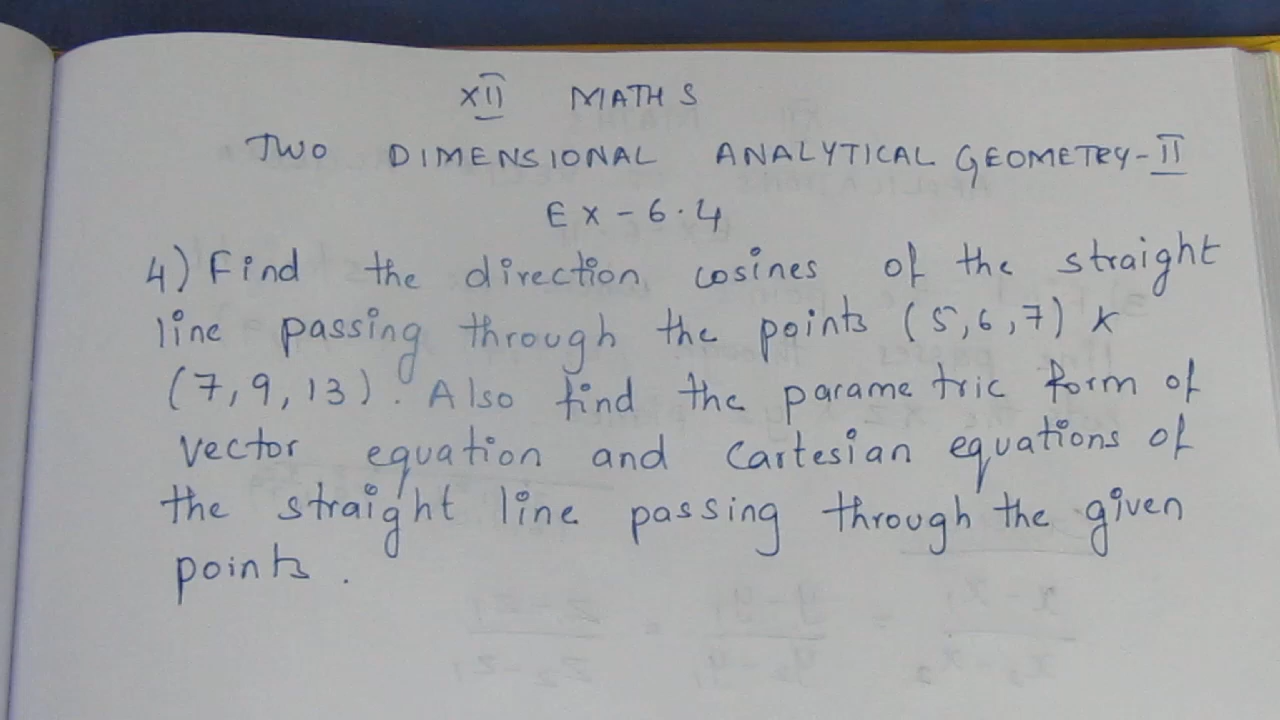 XII MATHS
TWO DIMENSIONAL ANALYTICAL GEOMETRY-II
EX-6.4
4) Find the direction cosines of the straight
line passing through the points (5,6,7) &
(7,9,13). Also find the parametric form of
vector equation and Cartesian equations of
the straight line passing through the given
points.